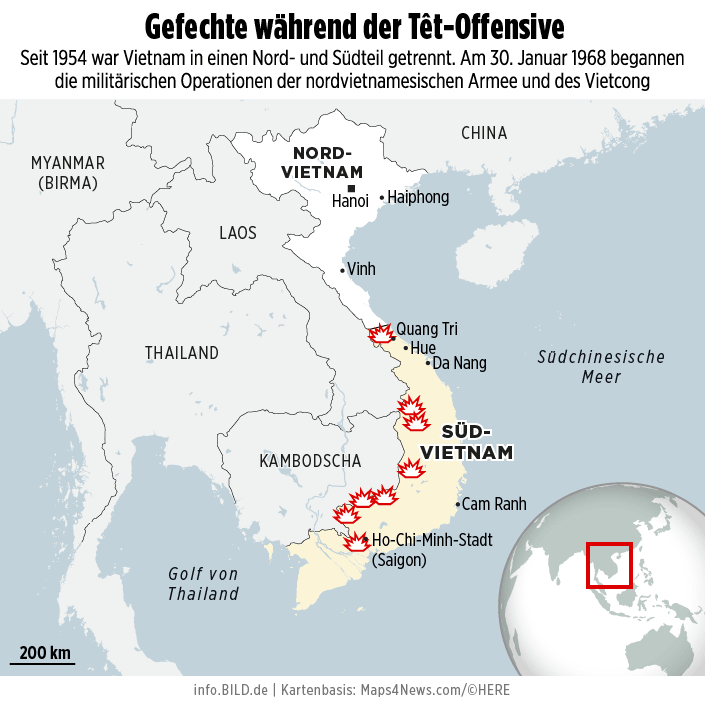 Gefechte während der Têt-Offensive
Seit 1954 war Vietnam in einen Nord- und Südteil getrennt. Am 30. Januar 1968 begannen
die militärischen Operationen der nordvietnamesischen Armee und des Vietcong
CHINA
MYANMAR
(BIRMA)
NORD-
VIETNAM
Hanoi
Haiphong
LAOS
Vinh
Quang Tri
Hue
Da Nang
THAILAND
Südchinesische
Meer
SÜD-
VIETNAM
KAMBODSCHA
Cam Ranh
Ho-Chi-Minh-Stadt
(Saigon)
Golf von
Thailand
200 km
info.BILD.de | Kartenbasis: Maps4News.com/©HERE